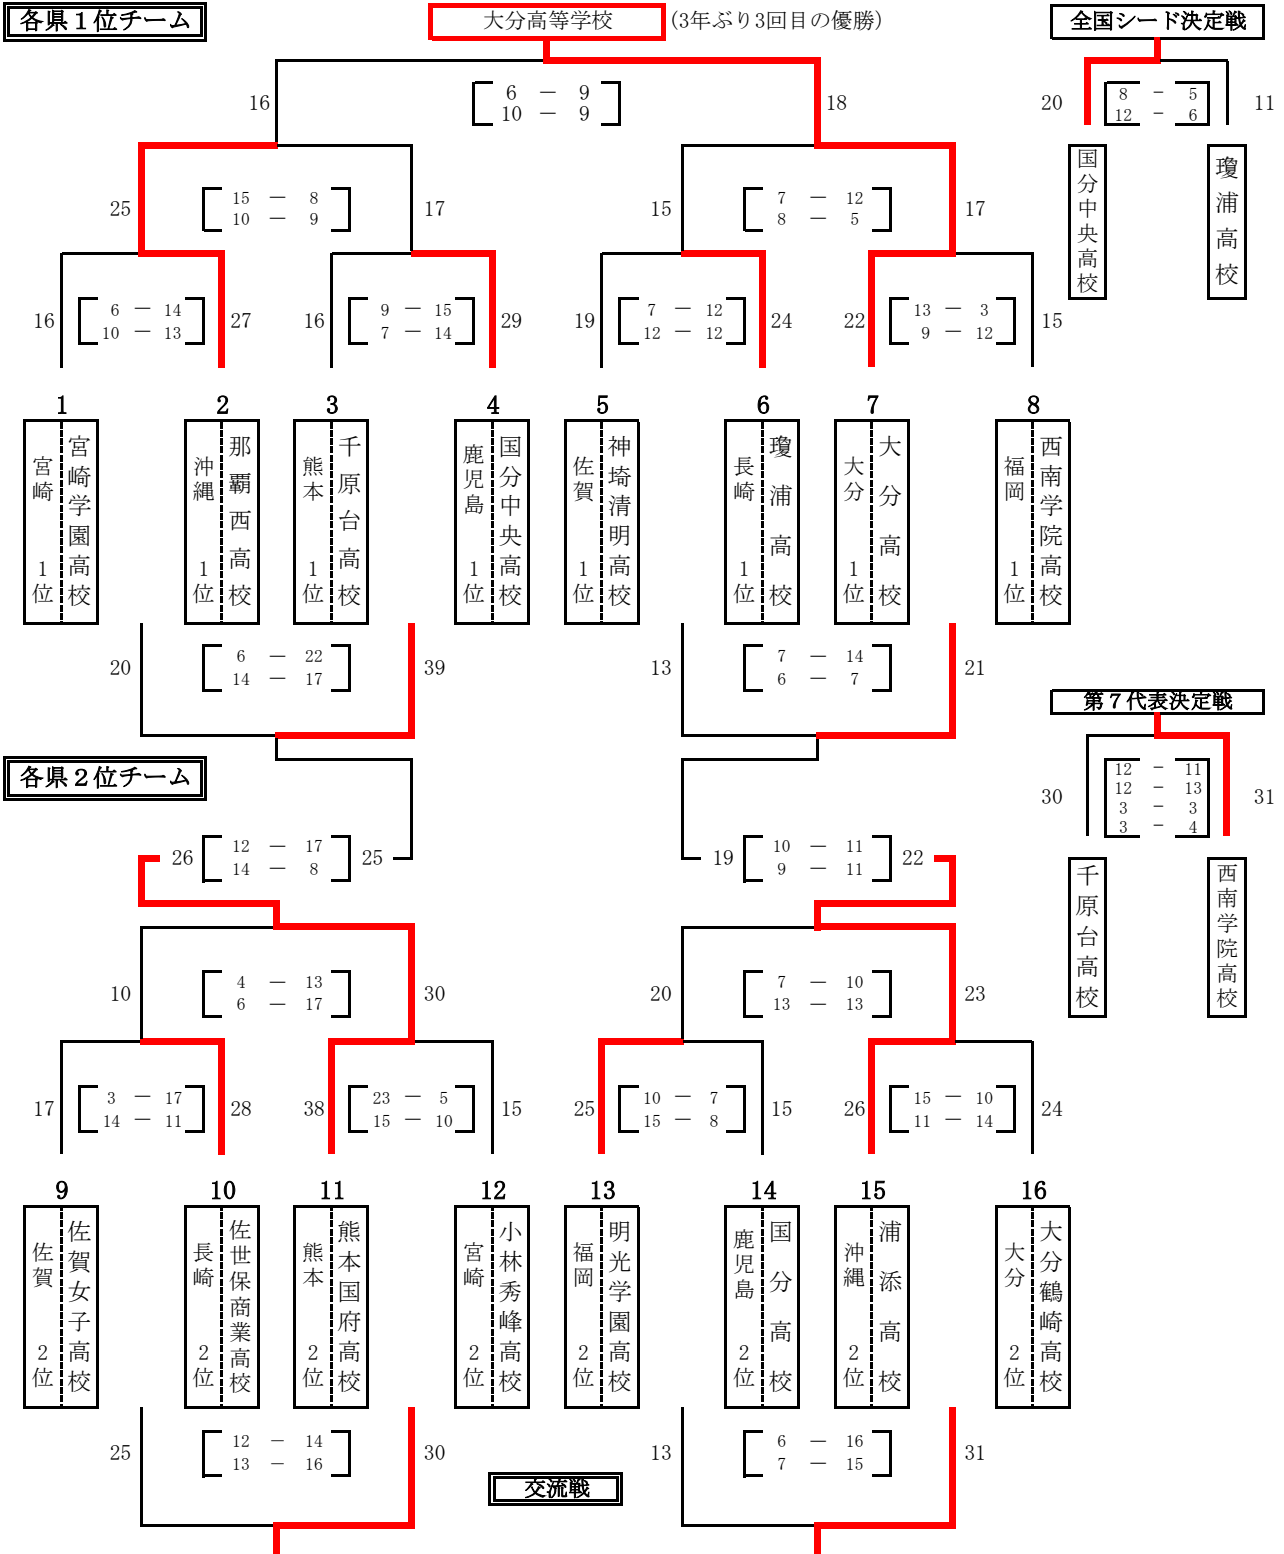 各県１位チーム
大分高等学校
(3年ぶり3回目の優勝)
全国シード決定戦
16
6 － 9
10 － 9
18
20
8 － 5
12 － 6
11
国分中央高校
瓊浦高校
25
15 － 8
10 － 9
17
15
7 － 12
8 － 5
17
16
6 － 14
10 － 13
27
16
9 － 15
7 － 14
29
19
7 － 12
12 － 12
24
22
13 － 3
9 － 12
15
1
宮崎 1位
宮崎学園高校
2
沖縄 1位
那覇西高校
3
熊本 1位
千原台高校
4
鹿児島 1位
国分中央高校
5
佐賀 1位
神埼清明高校
6
長崎 1位
瓊浦高校
7
大分 1位
大分高校
8
福岡 1位
西南学院高校
20
6 － 22
14 － 17
39
13
7 － 14
6 － 7
21
第７代表決定戦
30
12 － 11
12 － 13
3 － 3
3 － 4
31
千原台高校
西南学院高校
各県２位チーム
26
12 － 17
14 － 8
25
19
10 － 11
9 － 11
22
10
4 － 13
6 － 17
30
20
7 － 10
13 － 13
23
17
3 － 17
14 － 11
28
38
23 － 5
15 － 10
15
25
10 － 7
15 － 8
15
26
15 － 10
11 － 14
24
9
佐賀 2位
佐賀女子高校
10
長崎 2位
佐世保商業高校
11
熊本 2位
熊本国府高校
12
宮崎 2位
小林秀峰高校
13
福岡 2位
明光学園高校
14
鹿児島 2位
国分高校
15
沖縄 2位
浦添高校
16
大分 2位
大分鶴崎高校
25
12 － 14
13 － 16
30
13
6 － 16
7 － 15
31
交流戦